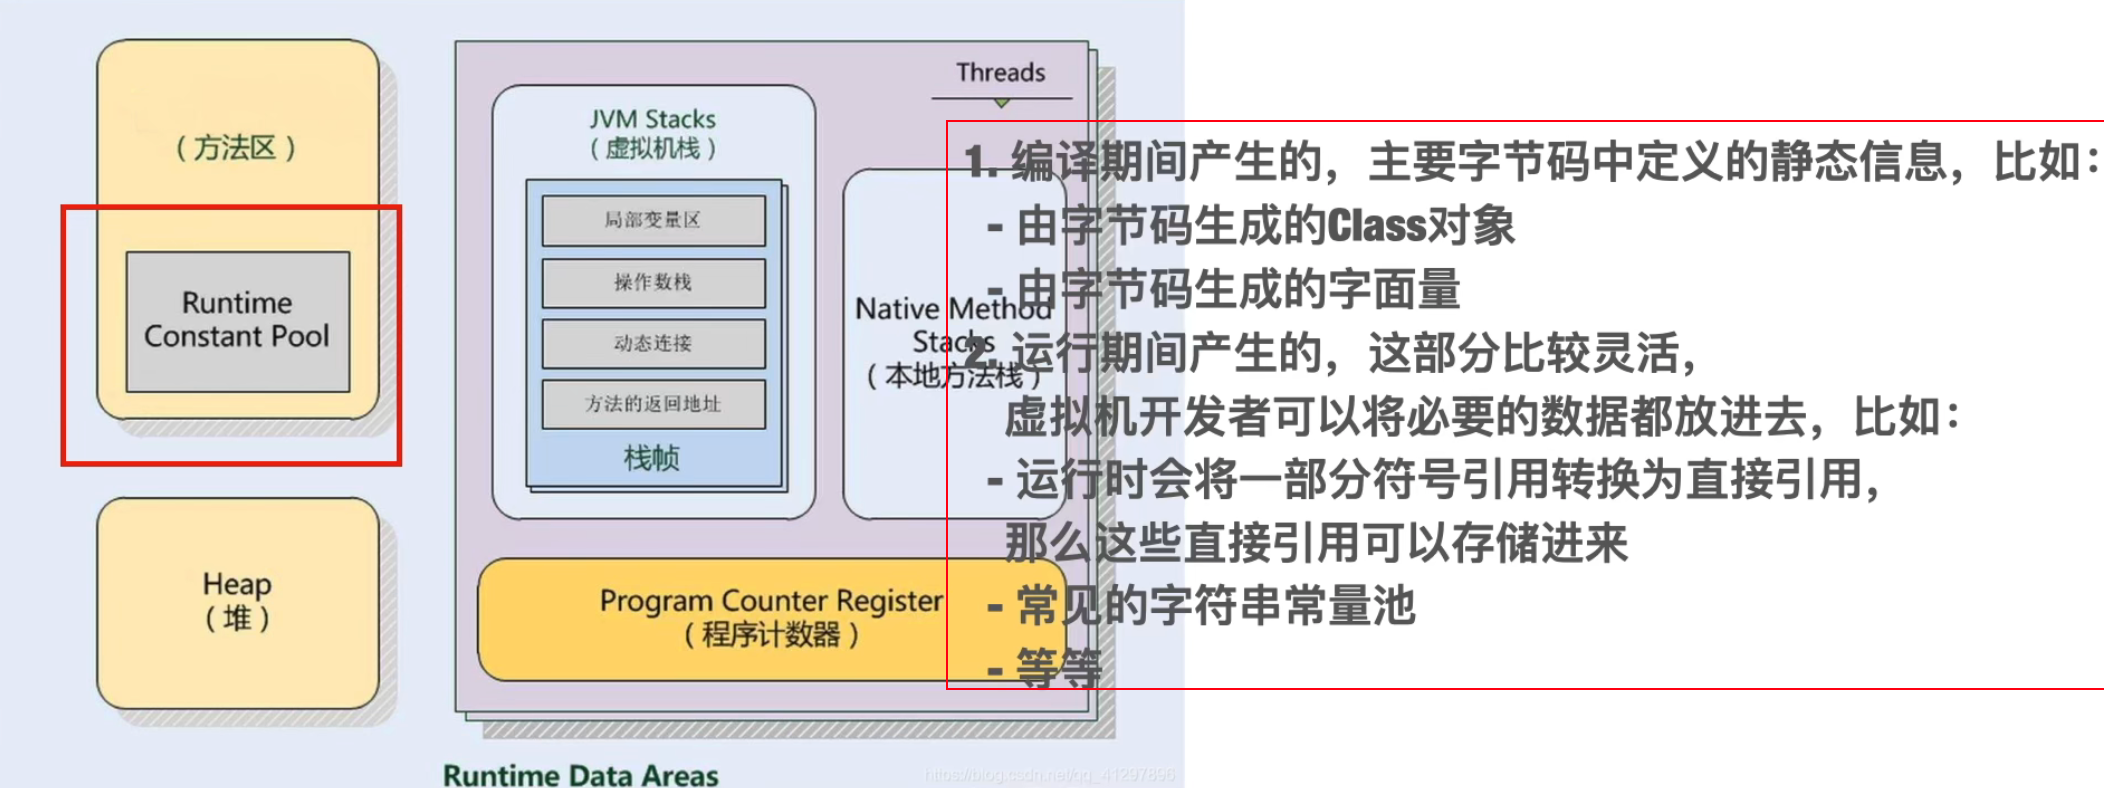 （方法区）
Runtime
Constant Pool
Heap
（堆）
Threads
JVM Stacks
（虚拟机栈）
局部变量区
操作数栈
动态连接
方法的返回地址
栈帧
Native Method
Stacks
（本地方法栈）
Program Counter Register
（程序计数器）
1. 编译期间产生的，主要字节码中定义的静态信息，比如：
- 由字节码生成的Class对象
- 由字节码生成的字面量
2. 运行期间产生的，这部分比较灵活，
虚拟机开发者可以将必要的数据都放进去，比如：
- 运行时会将一部分符号引用转换为直接引用，
那么这些直接引用可以存储进来
- 常见的字符串常量池
- 等等
Runtime Data Areas
https://blog.csdn.net/qq_41297896